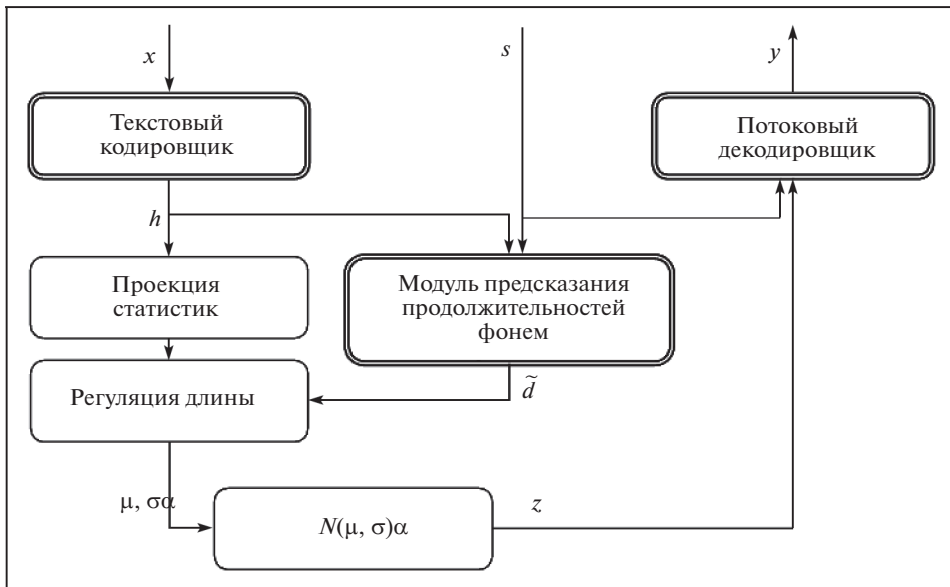 x
s
y
Текстовый
кодировщик
Потоковый
декодировщик
h
Проекция
статистик
Модуль предсказания
продолжительностей
фонем
Регуляция длины
d̃
μ, σα
N(μ, σ)α
z